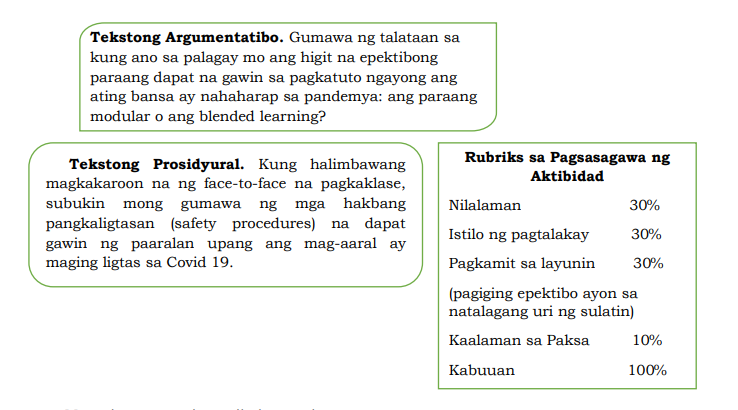 Tekstong Argumentatibo. Gumawa ng talataan sa
kung ano sa palagay mo ang higit na epektibong
paraang dapat na gawin sa pagkatuto ngayong ang
ating bansa ay nahaharap sa pandemya: ang paraang
modular o ang blended learning?
Tekstong Prosidyural. Kung halimbawang
magkakaroon na ng face-to-face na pagkaklase,
subukin mong gumawa ng mga hakbang
pangkaligtasan (safety procedures) na dapat
gawin ng paaralan upang ang mag-aaral ay
maging ligtas sa Covid 19.
Rubriks sa Pagsasagawa ng
Aktibidad
Nilalaman 30%
Istilo ng pagtalakay 30%
Pagkamit sa layunin 30%
(pagiging epektibo ayon sa
natalagang uri ng sulatin)
Kaalaman sa Paksa 10%
Kabuuan 100%